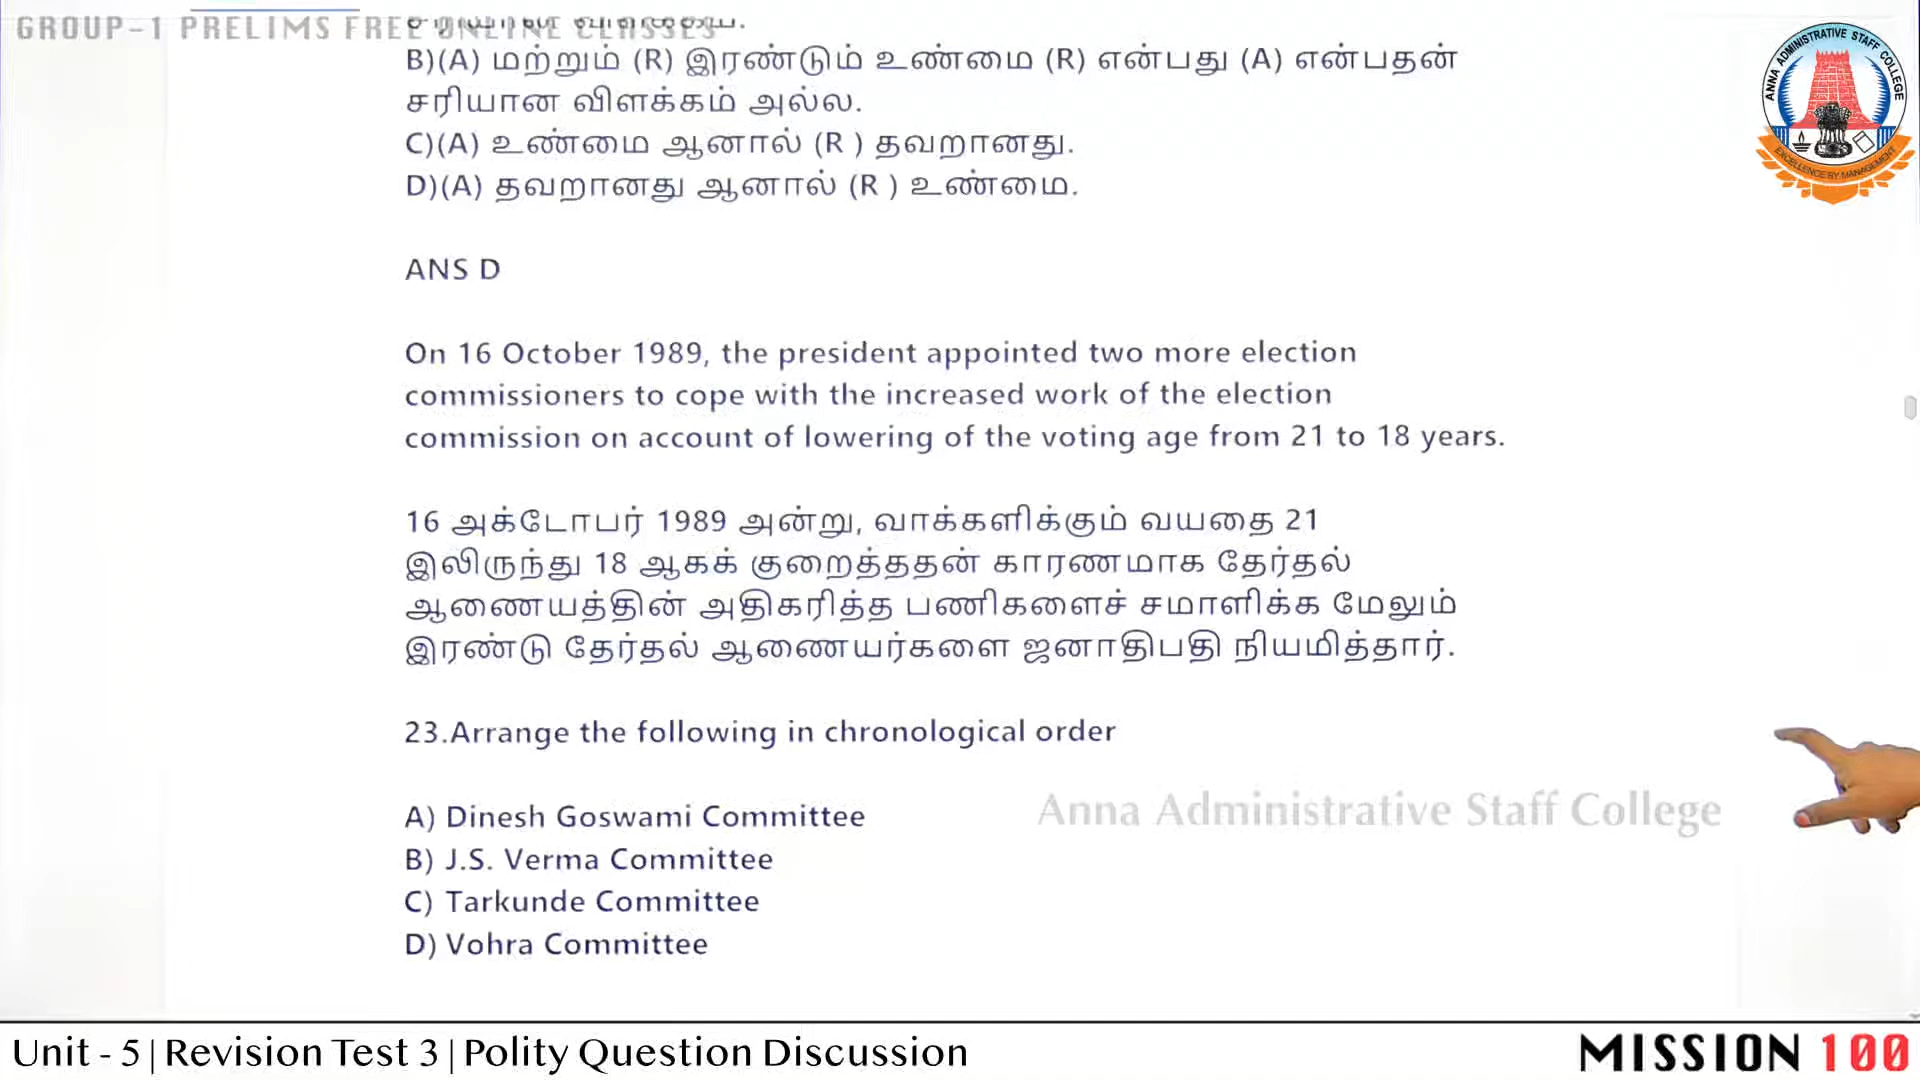 GROUP-1 PRELIMS FREE ONLINE CLASSES
B)(A) மற்றும் (R) இரண்டும் உண்மை (R) என்பது (A) என்பதன்
சரியான விளக்கம் அல்ல.
C)(A) உண்மை ஆனால் (R ) தவறானது.
D)(A) தவறானது ஆனால் (R ) உண்மை.
ANS D
On 16 October 1989, the president appointed two more election
commissioners to cope with the increased work of the election
commission on account of lowering of the voting age from 21 to 18 years.
16 அக்டோபர் 1989 அன்று, வாக்களிக்கும் வயதை 21
இலிருந்து 18 ஆகக் குறைத்ததன் காரணமாக தேர்தல்
ஆணையத்தின் அதிகரித்த பணிகளைச் சமாளிக்க மேலும்
இரண்டு தேர்தல் ஆணையர்களை ஜனாதிபதி நியமித்தார்.
23.Arrange the following in chronological order
A) Dinesh Goswami Committee
B) J.S. Verma Committee
C) Tarkunde Committee
D) Vohra Committee
Anna Administrative Staff College
ANNA ADMINISTRATIVE STAFF COLLEGE
EXCELLENCE BY MANAGEMENT
Unit - 5|Revision Test 3|Polity Question Discussion
MISSION 100